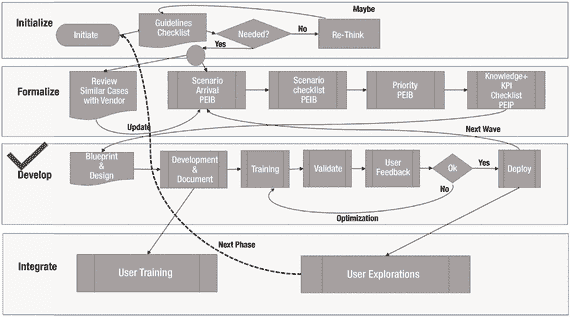 Maybe
Initialize
Initiate
Guidelines
Checklist
Needed?
No
Re-Think
Yes
Formalize
Review
Similar Cases
with Vendor
Scenario
Arrival
PEIB
Scenario
checklist
PEIB
Priority
PEIB
Knowledge+
KPI
Checklist
PEIP
Update
Next Wave
Develop
Blueprint
&
Design
Development
&
Document
Training
Validate
User
Feedback
Ok
Yes
Deploy
No
Optimization
Next Phase
Integrate
User Training
User Explorations